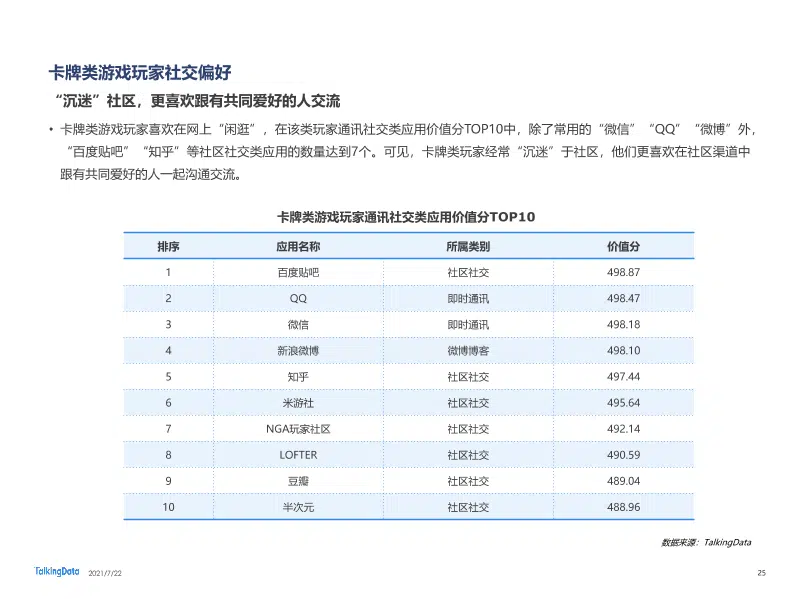 卡牌类游戏玩家社交偏好
“沉迷”社区，更喜欢跟有共同爱好的人交流
• 卡牌类游戏玩家喜欢在网上“闲逛”，在该类玩家通讯社交类应用价值分TOP10中，除了常用的“微信”“QQ”“微博”外，
“百度贴吧”“知乎”等社区社交类应用的数量达到7个。可见，卡牌类玩家经常“沉迷”于社区，他们更喜欢在社区渠道中
跟有共同爱好的人一起沟通交流。
卡牌类游戏玩家通讯社交类应用价值分TOP10
排序 应用名称 所属类别 价值分
1 百度贴吧 社区社交 498.87
2 QQ 即时通讯 498.47
3 微信 即时通讯 498.18
4 新浪微博 微博博客 498.10
5 知乎 社区社交 497.44
6 米游社 社区社交 495.64
7 NGA玩家社区 社区社交 492.14
8 LOFTER 社区社交 490.59
9 豆瓣 社区社交 489.04
10 半次元 社区社交 488.96
数据来源：TalkingData
TalkingData 2021/7/22 25